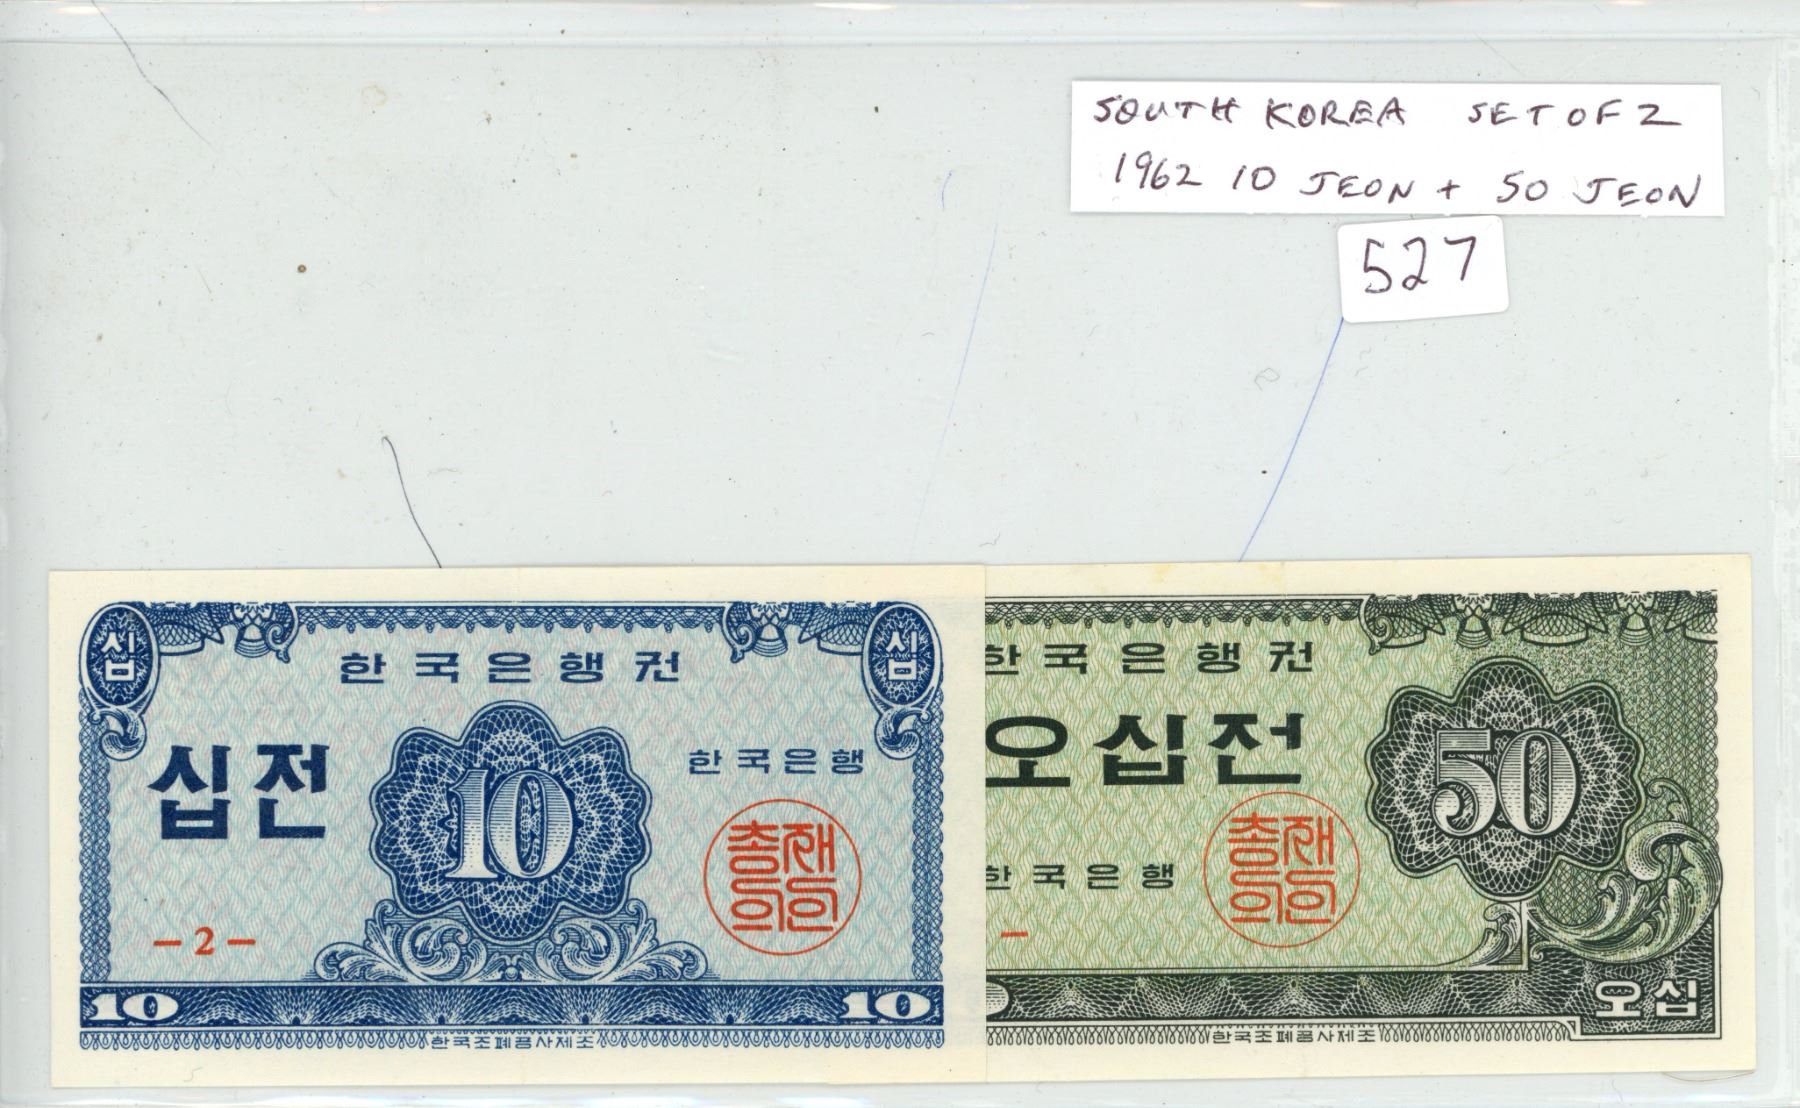 SOUTH KOREA SET OF 2
1962 10 JEON + 50 JEON
527
십 십
한국은행권
십전
10
한국은행
총재의인
– 2 –
10 10
한국조폐공사제조
한국은행권
오십전
50
한국은행
총재의인
–
오십
한국조폐공사제조